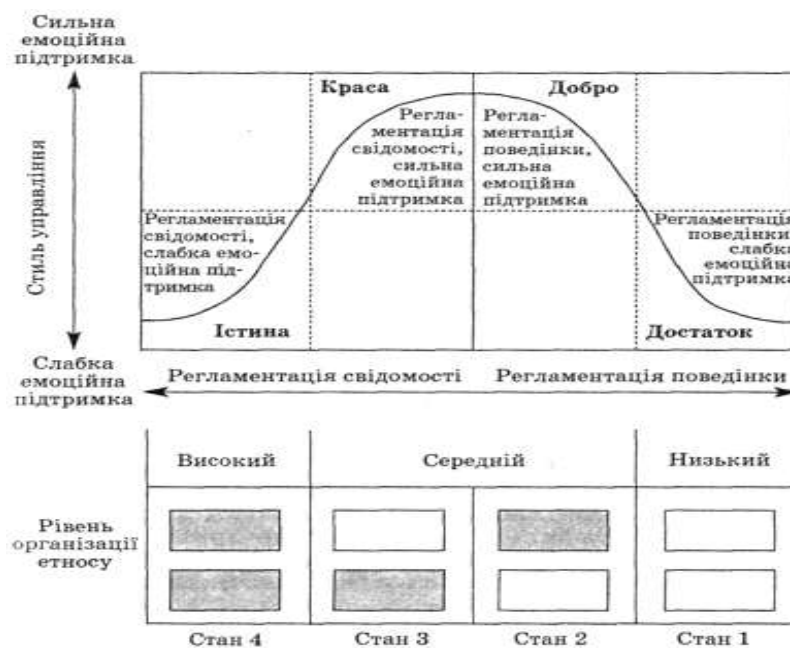 Сильна
емоційна
підтримка
Краса
Добро
Регла-
ментація
свідомості,
сильна
емоційна
підтримка
Регла-
ментація
поведінки,
сильна
емоційна
підтримка
Стиль управління
Регламентація
свідомості,
слабка емо-
ційна під-
тримка
Регламентація
поведінки,
слабка
емоційна
підтримка
Істина
Достаток
Слабка
емоційна
підтримка
Регламентація свідомості
Регламентація поведінки
Високий
Середній
Низький
Рівень
організації
етносу
Стан 4
Стан 3
Стан 2
Стан 1